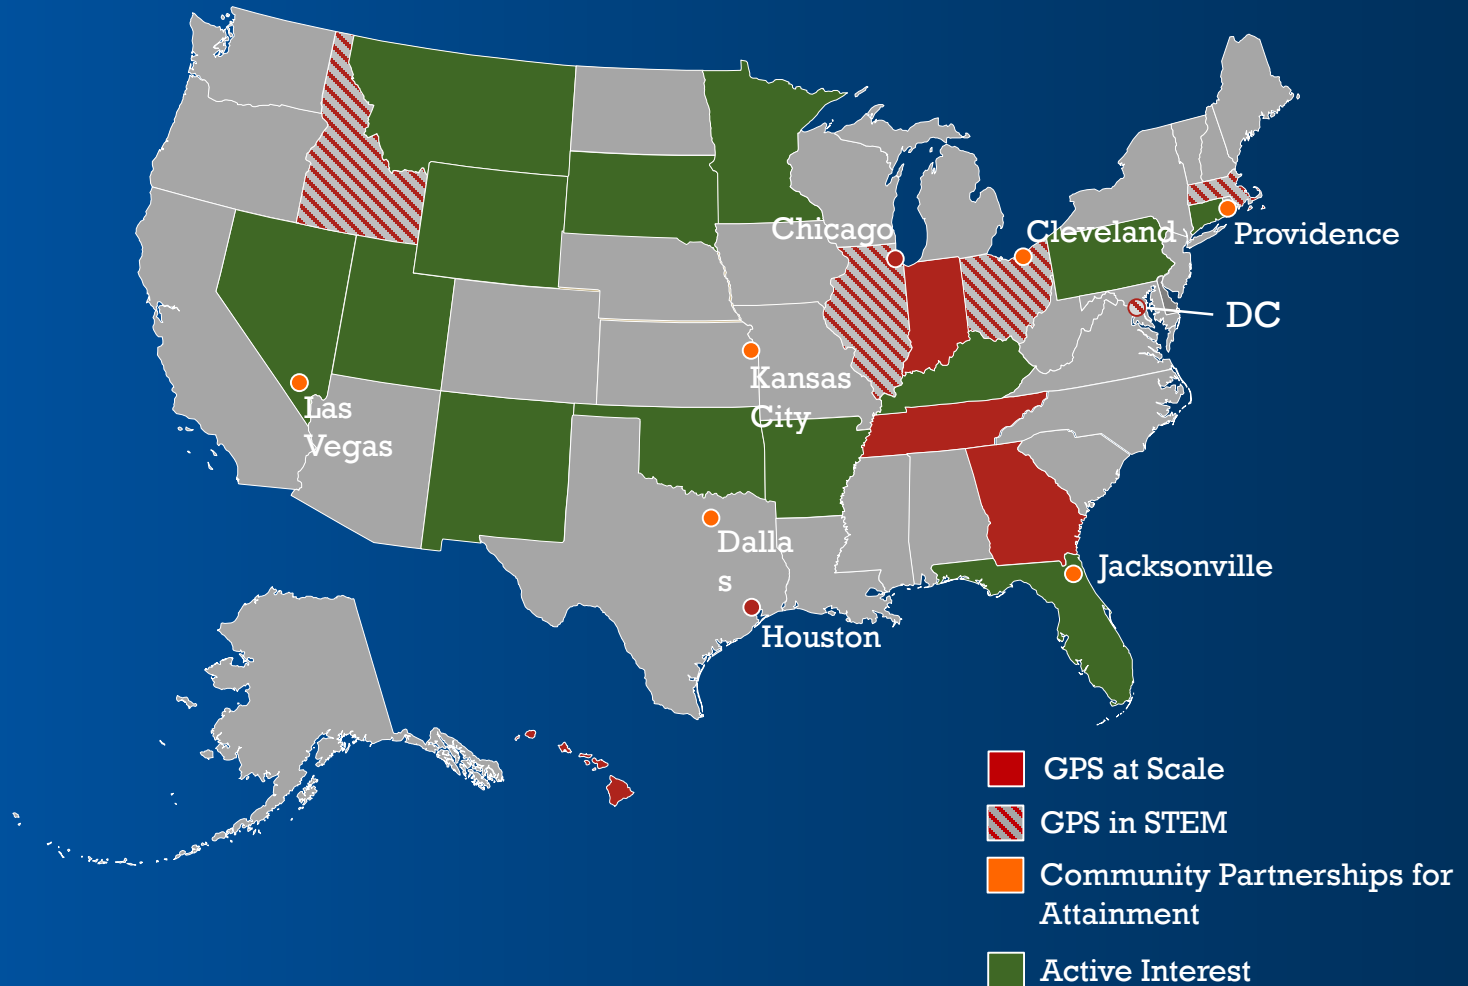 Chicago
Cleveland
Providence
DC
Kansas
City
Las
Vegas
Dalla
s
Jacksonville
Houston
GPS at Scale
GPS in STEM
Community Partnerships for
Attainment
Active Interest